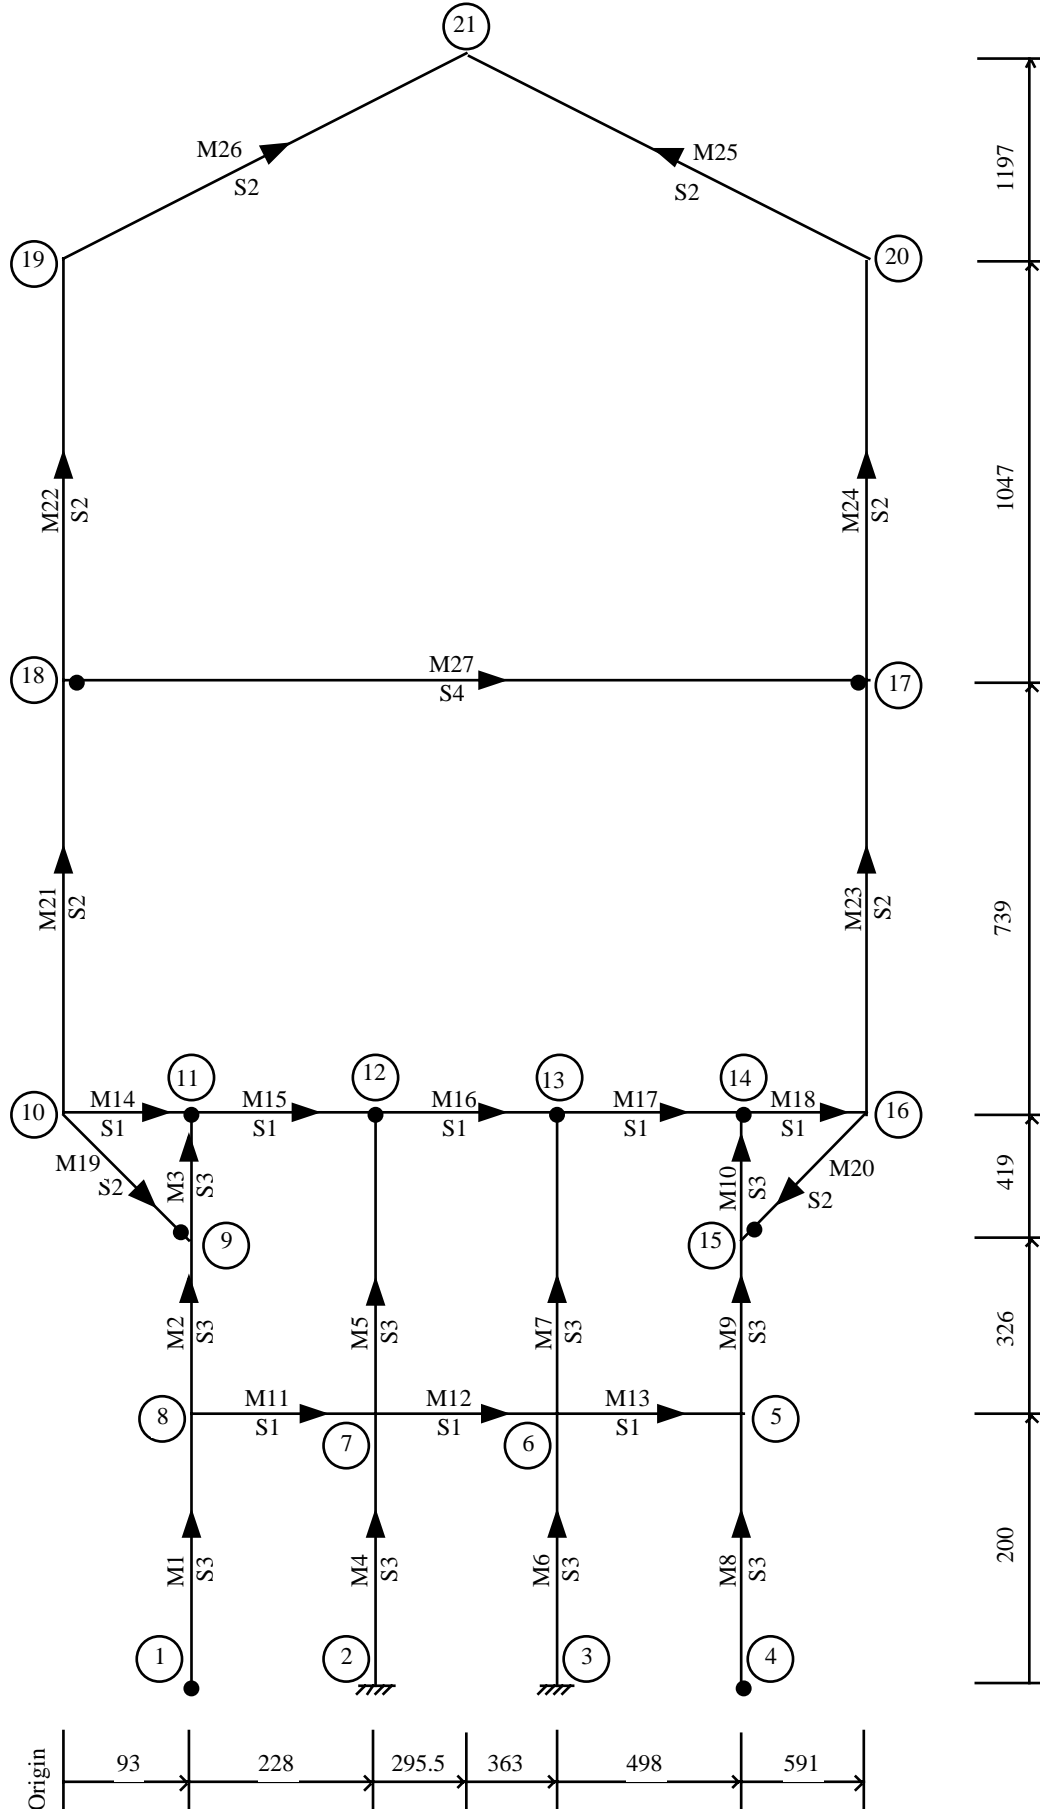 21
M26
S2
M25
S2
1197
19
20
M22
S2
M24
S2
1047
18
M27
S4
17
M21
S2
M23
S2
739
11
12
13
14
10
M14
S1
M15
S1
M16
S1
M17
S1
M18
S1
16
M19
S2
M3
S3
M10
S3
M20
S2
419
9
15
M2
S3
M5
S3
M7
S3
M9
S3
326
8
M11
S1
M12
S1
M13
S1
5
7
6
M1
S3
M4
S3
M6
S3
M8
S3
200
1
2
3
4
Origin
93
228
295.5
363
498
591